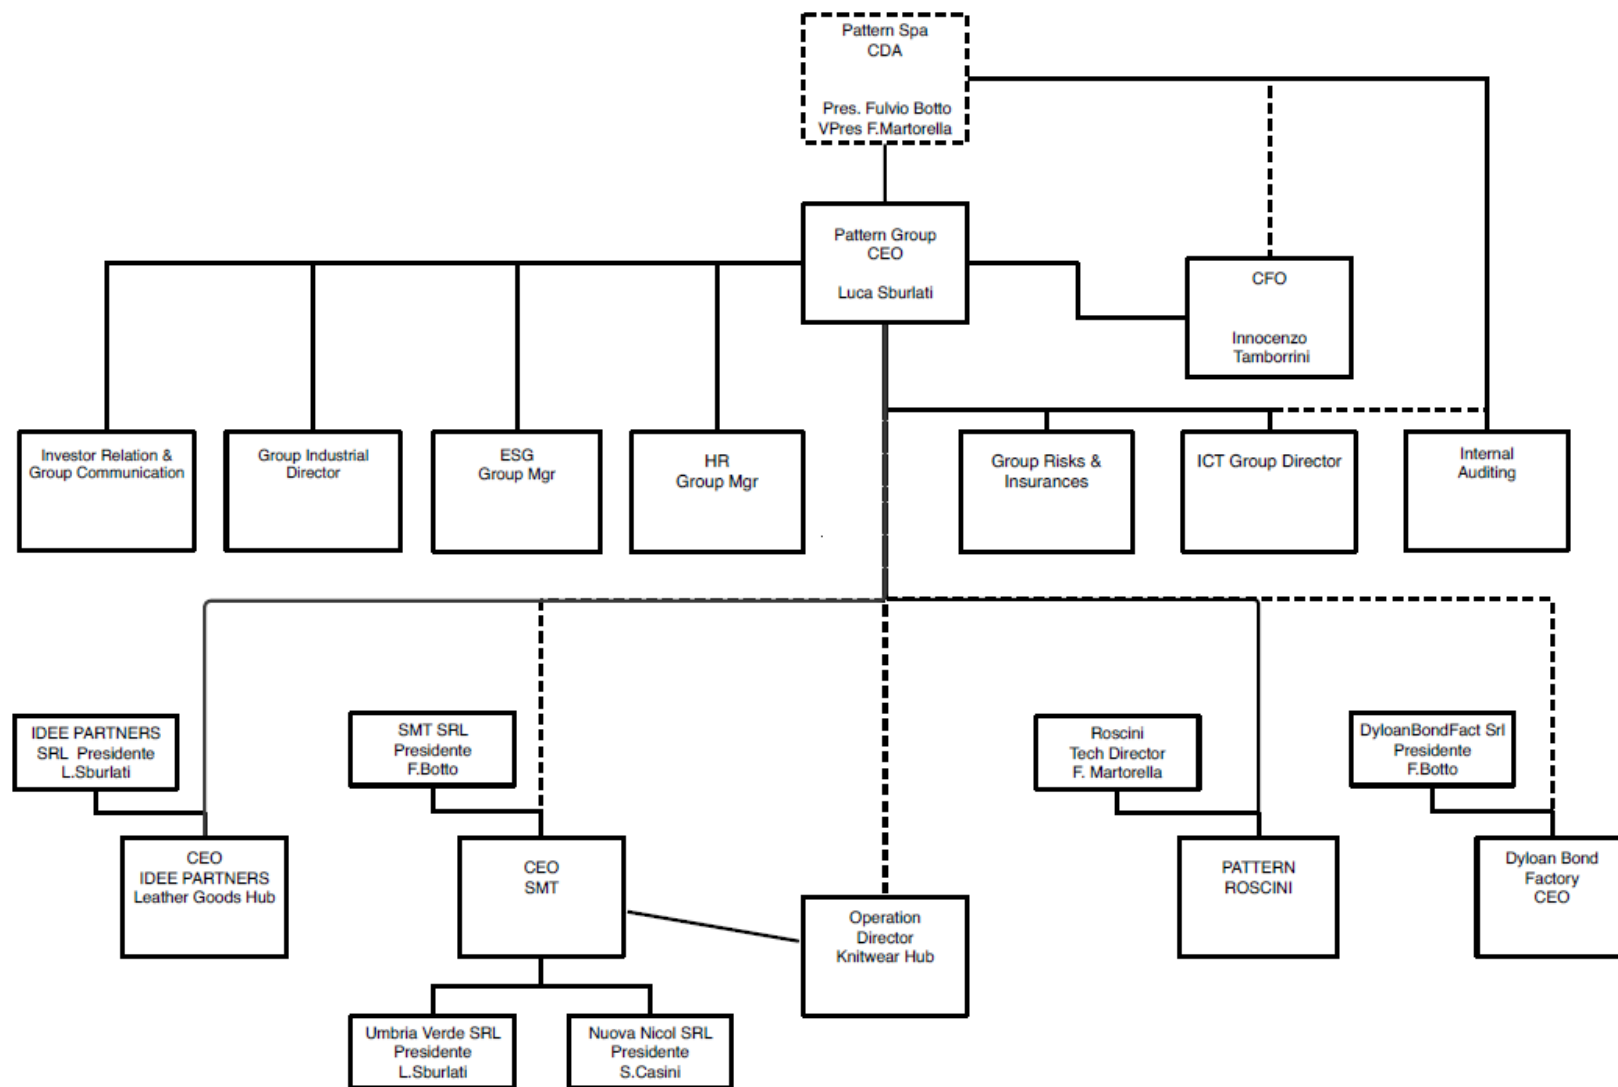 Pattern Spa
CDA
Pres. Fulvio Botto
VPres F.Martorella
Pattern Group
CEO
Luca Sburlati
CFO
Innocenzo
Tamborrini
Investor Relation &
Group Communication
Group Industrial
Director
ESG
Group Mgr
HR
Group Mgr
Group Risks &
Insurances
ICT Group Director
Internal
Auditing
IDEE PARTNERS
SRL Presidente
L.Sburlati
SMT SRL
Presidente
F.Botto
Roscini
Tech Director
F. Martorella
DyloanBondFact Srl
Presidente
F.Botto
CEO
IDEE PARTNERS
Leather Goods Hub
CEO
SMT
Operation
Director
Knitwear Hub
PATTERN
ROSCINI
Dyloan Bond
Factory
CEO
Umbria Verde SRL
Presidente
L.Sburlati
Nuova Nicol SRL
Presidente
S.Casini